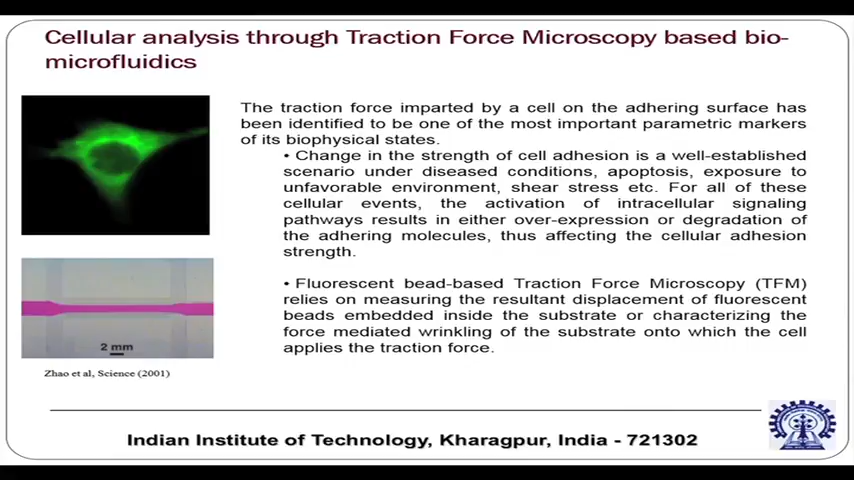 Cellular analysis through Traction Force Microscopy based bio-
microfluidics
The traction force imparted by a cell on the adhering surface has
been identified to be one of the most important parametric markers
of its biophysical states.
• Change in the strength of cell adhesion is a well-established
scenario under diseased conditions, apoptosis, exposure to
unfavorable environment, shear stress etc. For all of these
cellular events, the activation of intracellular signaling
pathways results in either over-expression or degradation of
the adhering molecules, thus affecting the cellular adhesion
strength.
• Fluorescent bead-based Traction Force Microscopy (TFM)
relies on measuring the resultant displacement of fluorescent
beads embedded inside the substrate or characterizing the
force mediated wrinkling of the substrate onto which the cell
applies the traction force.
2 mm
Zhao et al, Science (2001)
Indian Institute of Technology, Kharagpur, India - 721302